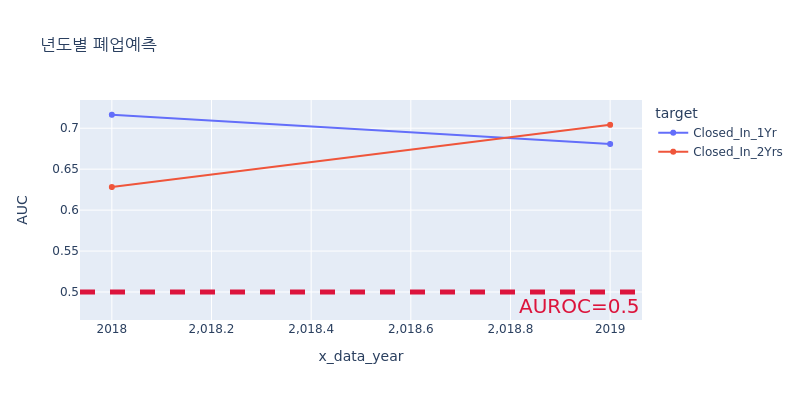 년도별 폐업예측
target
Closed_In_1Yr
Closed_In_2Yrs
AUC
0.7
0.65
0.6
0.55
0.5
AUROC=0.5
2018
2,018.2
2,018.4
2,018.6
2,018.8
2019
x_data_year